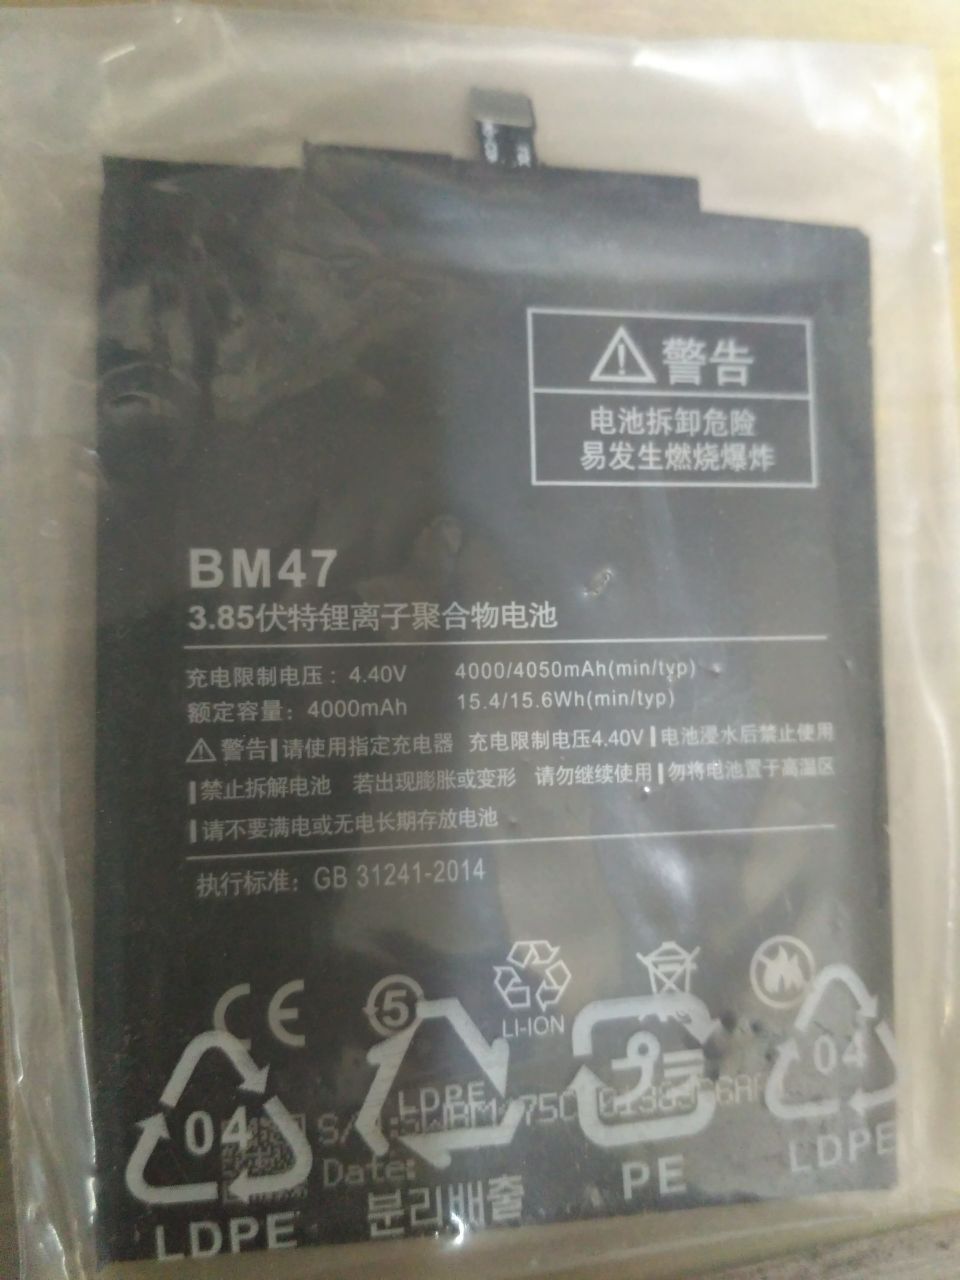 警告
电池拆卸危险
易发生燃烧爆炸
BM47
3.85伏特锂离子聚合物电池
充电限制电压：4.40V 4000/4050mAh(min/typ)
额定容量：4000mAh 15.4/15.6Wh(min/typ)
警告|请使用指定充电器 充电限制电压4.40V|电池浸水后禁止使用
|禁止拆解电池 若出现膨胀或变形 请勿继续使用|勿将电池置于高温区
|请不要满电或无电长期存放电池
执行标准：GB 31241-2014
CE
5
LI-ION
04
LDPE
プラ
04
Date:
PE
LDPE
분리배출
LDPE